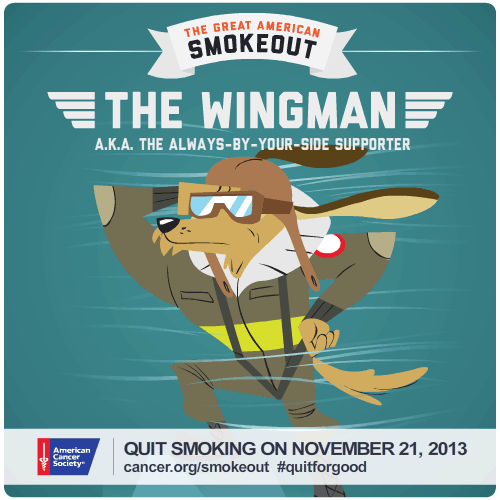 THE GREAT AMERICAN
SMOKEOUT
THE WINGMAN
A.K.A. THE ALWAYS-BY-YOUR-SIDE SUPPORTER
American
Cancer
Society®
QUIT SMOKING ON NOVEMBER 21, 2013
cancer.org/smokeout #quitforgood